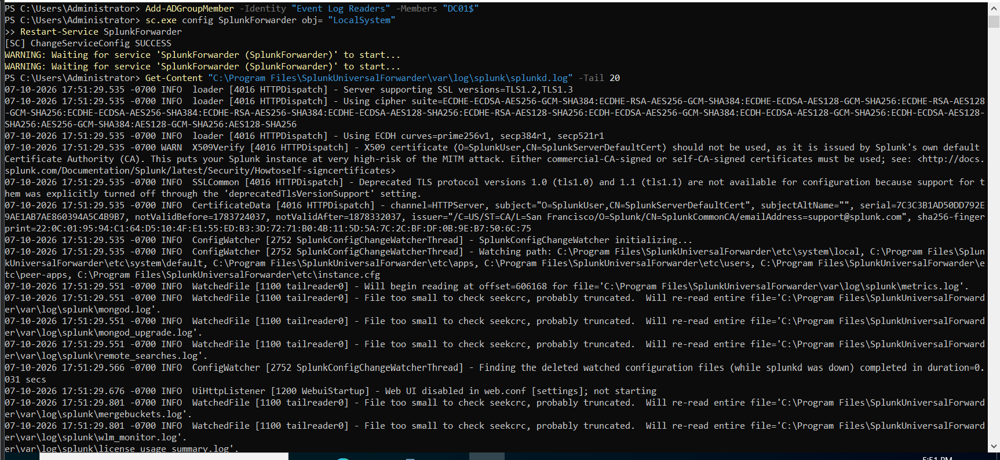 PS C:\Users\Administrator> Add-ADGroupMember -Identity "Event Log Readers" -Members "DC01$"
PS C:\Users\Administrator> sc.exe config SplunkForwarder obj= "LocalSystem"
>> Restart-Service SplunkForwarder
[SC] ChangeServiceConfig SUCCESS
WARNING: Waiting for service 'SplunkForwarder (SplunkForwarder)' to start...
WARNING: Waiting for service 'SplunkForwarder (SplunkForwarder)' to start...
PS C:\Users\Administrator> Get-Content "C:\Program Files\SplunkUniversalForwarder\var\log\splunk\splunkd.log" -Tail 20
07-10-2026 17:51:29.535 -0700 INFO  loader [4016 HTTPDispatch] - Server supporting SSL versions=TLS1.2,TLS1.3
07-10-2026 17:51:29.535 -0700 INFO  loader [4016 HTTPDispatch] - Using cipher suite=ECDHE-ECDSA-AES256-GCM-SHA384:ECDHE-RSA-AES256-GCM-SHA384:ECDHE-ECDSA-AES128-GCM-SHA256:ECDHE-RSA-AES128
-GCM-SHA256:ECDHE-ECDSA-AES256-SHA384:ECDHE-RSA-AES256-SHA384:ECDHE-ECDSA-AES128-SHA256:ECDHE-RSA-AES128-SHA256:ECDH-ECDSA-AES256-GCM-SHA384:ECDH-ECDSA-AES128-GCM-SHA256:ECDH-ECDSA-AES128-
SHA256:AES256-GCM-SHA384:AES128-GCM-SHA256:AES128-SHA256
07-10-2026 17:51:29.535 -0700 INFO  loader [4016 HTTPDispatch] - Using ECDH curves=prime256v1, secp384r1, secp521r1
07-10-2026 17:51:29.535 -0700 WARN  X509Verify [4016 HTTPDispatch] - X509 certificate (O=SplunkUser,CN=SplunkServerDefaultCert) should not be used, as it is issued by Splunk's own default
Certificate Authority (CA). This puts your Splunk instance at very high-risk of the MITM attack. Either commercial-CA-signed or self-CA-signed certificates must be used; see: <http://docs.
splunk.com/Documentation/Splunk/latest/Security/Howtoself-signcertificates>
07-10-2026 17:51:29.535 -0700 INFO  SSLCommon [4016 HTTPDispatch] - Deprecated TLS protocol versions 1.0 (tls1.0) and 1.1 (tls1.1) are not available for configuration because support for t
hem was explicitly turned off through the 'deprecatedTlsVersionSupport' setting.
07-10-2026 17:51:29.535 -0700 INFO  CertificateData [4016 HTTPDispatch] - channel=HTTPServer, subject="O=SplunkUser,CN=SplunkServerDefaultCert", subjectAltName="", serial=7C3C3B1AD50DD792E
9AE1AB7AE860394A5C4B9B7, notValidBefore=1783724037, notValidAfter=1878332037, issuer="/C=US/ST=CA/L=San Francisco/O=Splunk/CN=SplunkCommonCA/emailAddress=support@splunk.com", sha256-finger
print=22:0C:01:95:94:C1:64:D5:10:4F:E1:55:ED:B3:3D:72:71:B0:4B:11:5D:5A:7C:2C:BF:DF:0B:9E:B7:50:6C:75
07-10-2026 17:51:29.535 -0700 INFO  ConfigWatcher [2752 SplunkConfigChangeWatcherThread] - SplunkConfigChangeWatcher initializing...
07-10-2026 17:51:29.535 -0700 INFO  ConfigWatcher [2752 SplunkConfigChangeWatcherThread] - Watching path: C:\Program Files\SplunkUniversalForwarder\etc\system\local, C:\Program Files\Splun
kUniversalForwarder\etc\system\default, C:\Program Files\SplunkUniversalForwarder\etc\apps, C:\Program Files\SplunkUniversalForwarder\etc\users, C:\Program Files\SplunkUniversalForwarder\e
tc\peer-apps, C:\Program Files\SplunkUniversalForwarder\etc\instance.cfg
07-10-2026 17:51:29.551 -0700 INFO  WatchedFile [1100 tailreader0] - Will begin reading at offset=606168 for file='C:\Program Files\SplunkUniversalForwarder\var\log\splunk\metrics.log'.
07-10-2026 17:51:29.551 -0700 INFO  WatchedFile [1100 tailreader0] - File too small to check seekcrc, probably truncated.  Will re-read entire file='C:\Program Files\SplunkUniversalForward
er\var\log\splunk\mongod.log'.
07-10-2026 17:51:29.551 -0700 INFO  WatchedFile [1100 tailreader0] - File too small to check seekcrc, probably truncated.  Will re-read entire file='C:\Program Files\SplunkUniversalForward
er\var\log\splunk\mongod_upgrade.log'.
07-10-2026 17:51:29.551 -0700 INFO  WatchedFile [1100 tailreader0] - File too small to check seekcrc, probably truncated.  Will re-read entire file='C:\Program Files\SplunkUniversalForward
er\var\log\splunk\remote_searches.log'.
07-10-2026 17:51:29.566 -0700 INFO  ConfigWatcher [2752 SplunkConfigChangeWatcherThread] - Finding the deleted watched configuration files (while splunkd was down) completed in duration=0.
031 secs
07-10-2026 17:51:29.676 -0700 INFO  UiHttpListener [1200 WebuiStartup] - Web UI disabled in web.conf [settings]; not starting
07-10-2026 17:51:29.801 -0700 INFO  WatchedFile [1100 tailreader0] - File too small to check seekcrc, probably truncated.  Will re-read entire file='C:\Program Files\SplunkUniversalForward
er\var\log\splunk\mergebuckets.log'.
07-10-2026 17:51:29.801 -0700 INFO  WatchedFile [1100 tailreader0] - File too small to check seekcrc, probably truncated.  Will re-read entire file='C:\Program Files\SplunkUniversalForward
er\var\log\splunk\wlm_monitor.log'.
er\var\log\splunk\license_usage_summary.log'.
5:51 PM